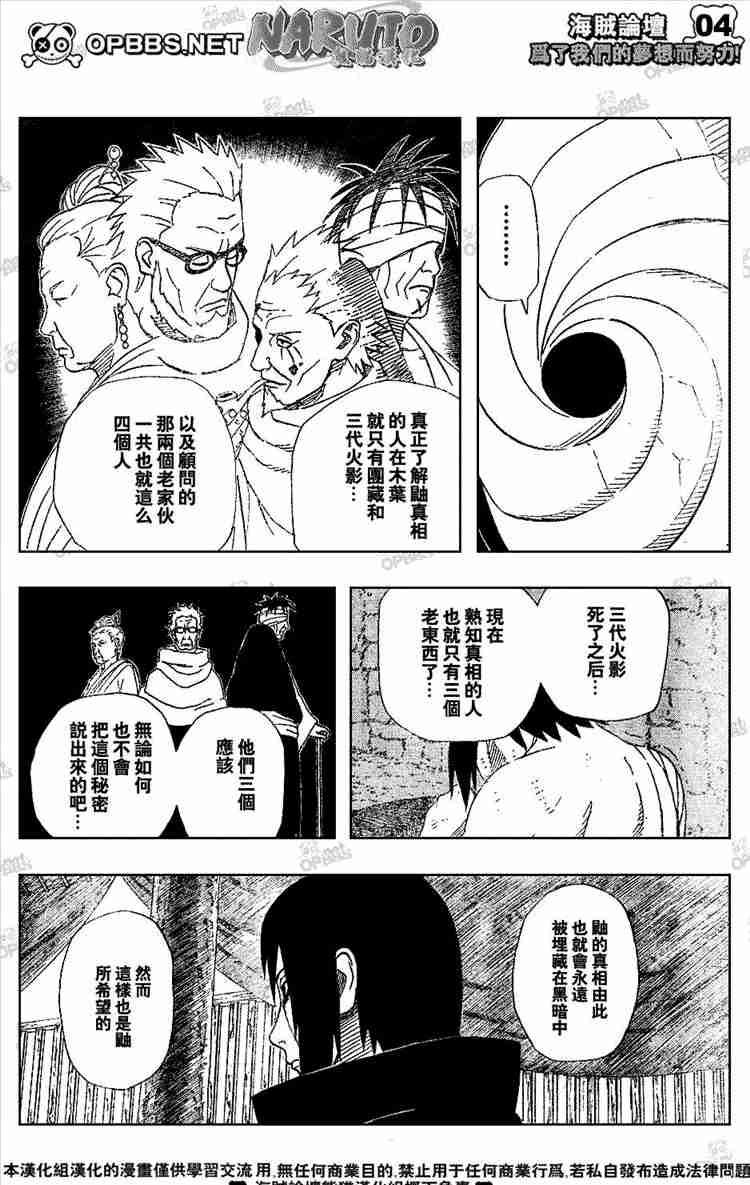 OPBBS.NET
NARUTO
海賊論壇
04
爲了我們的夢想而努力!
………
真正了解鼬真相
的人在木葉
就只有團藏和
三代火影…
以及顧問的
那兩個老家伙
一共也就這么
四個人
三代火影
死了之后…
現在
熟知真相的人
也就只有三個
老東西了…
他們三個
應該
無論如何
也不會
把這個秘密
説出來的吧…
鼬的真相由此
也就會永遠
被埋藏在黑暗中
然而
這樣也是鼬
所希望的
本漢化組漢化的漫畫僅供學習交流用,無任何商業目的,禁止用于任何商業行爲,若私自發布造成法律問題